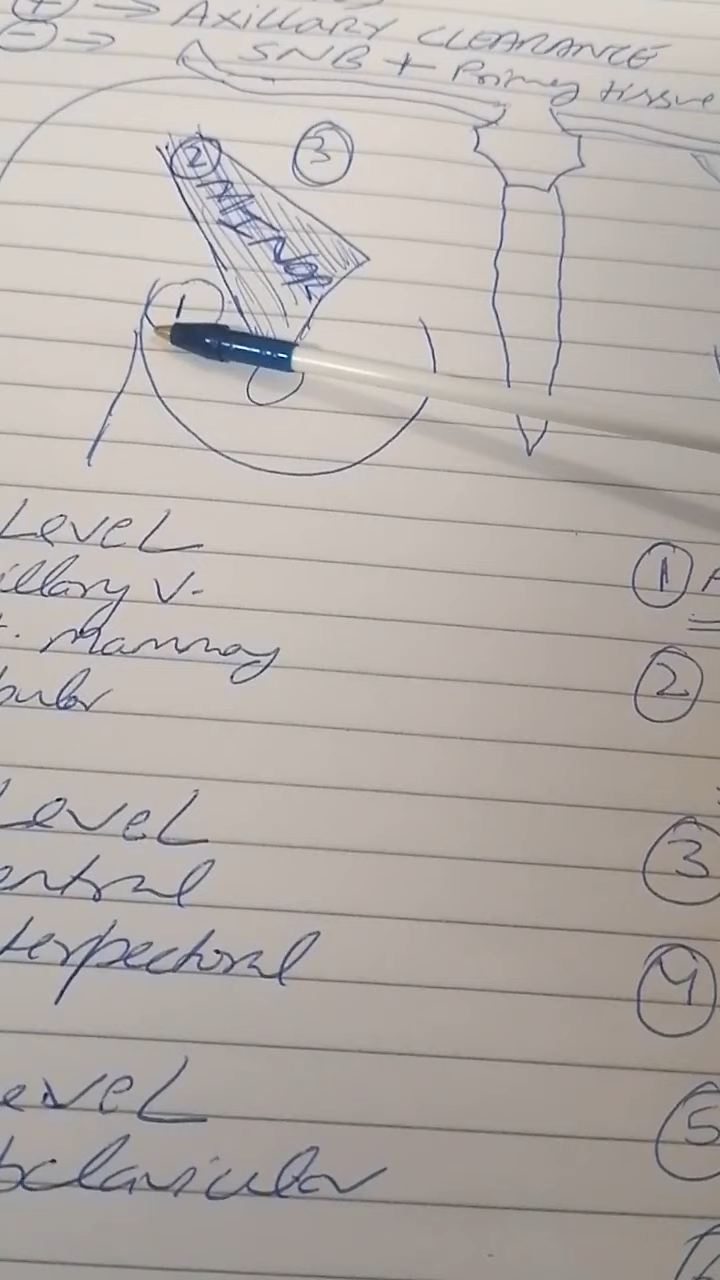 + → AXILLARY CLEARANCE
- → SNB + Primary tissue
2 3
MINOR
1
LEVEL
illary V.
t. Mammay
bular
1 A
2
LEVEL
entral
terpectoral
3
4
eveL
bclavicular
5